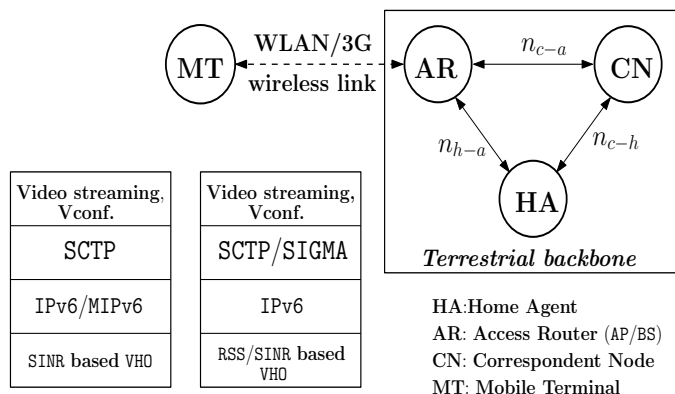 WLAN/3G
wireless link
MT
AR
CN
HA
n_{c-a}
n_{h-a}
n_{c-h}
Terrestrial backbone
Video streaming,
Vconf.
SCTP
IPv6/MIPv6
SINR based VHO
Video streaming,
Vconf.
SCTP/SIGMA
IPv6
RSS/SINR based
VHO
HA:Home Agent
AR: Access Router (AP/BS)
CN: Correspondent Node
MT: Mobile Terminal